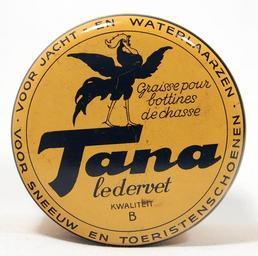 VOOR JACHT- EN WATERLAARZEN ·
VOOR SNEEUW EN TOERISTENSCHOENEN ·
Graisse pour
bottines
de chasse
Tana
ledervet
KWALITEIT
B